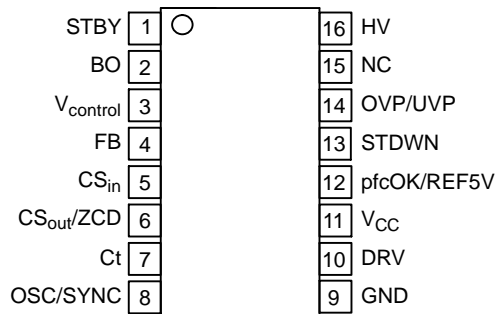 STBY 1 16 HV
BO 2 15 NC
Vcontrol 3 14 OVP/UVP
FB 4 13 STDWN
CSin 5 12 pfcOK/REF5V
CSout/ZCD 6 11 VCC
Ct 7 10 DRV
OSC/SYNC 8 9 GND